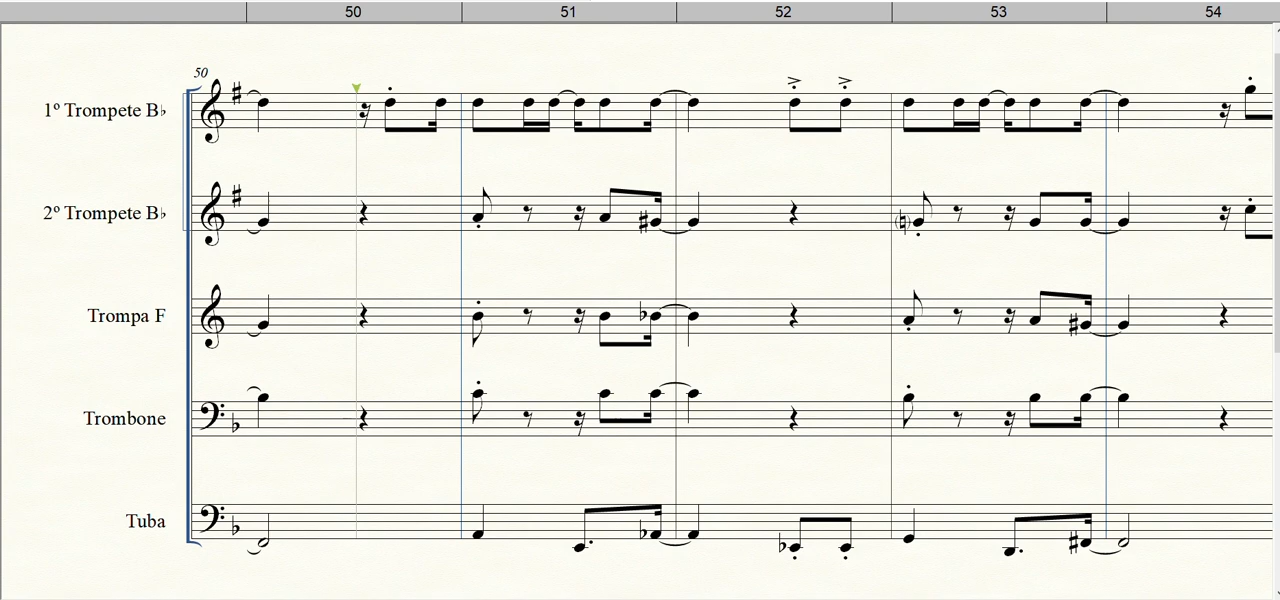 50 51 52 53 54
50
1º Trompete B♭
2º Trompete B♭
Trompa F
Trombone
Tuba